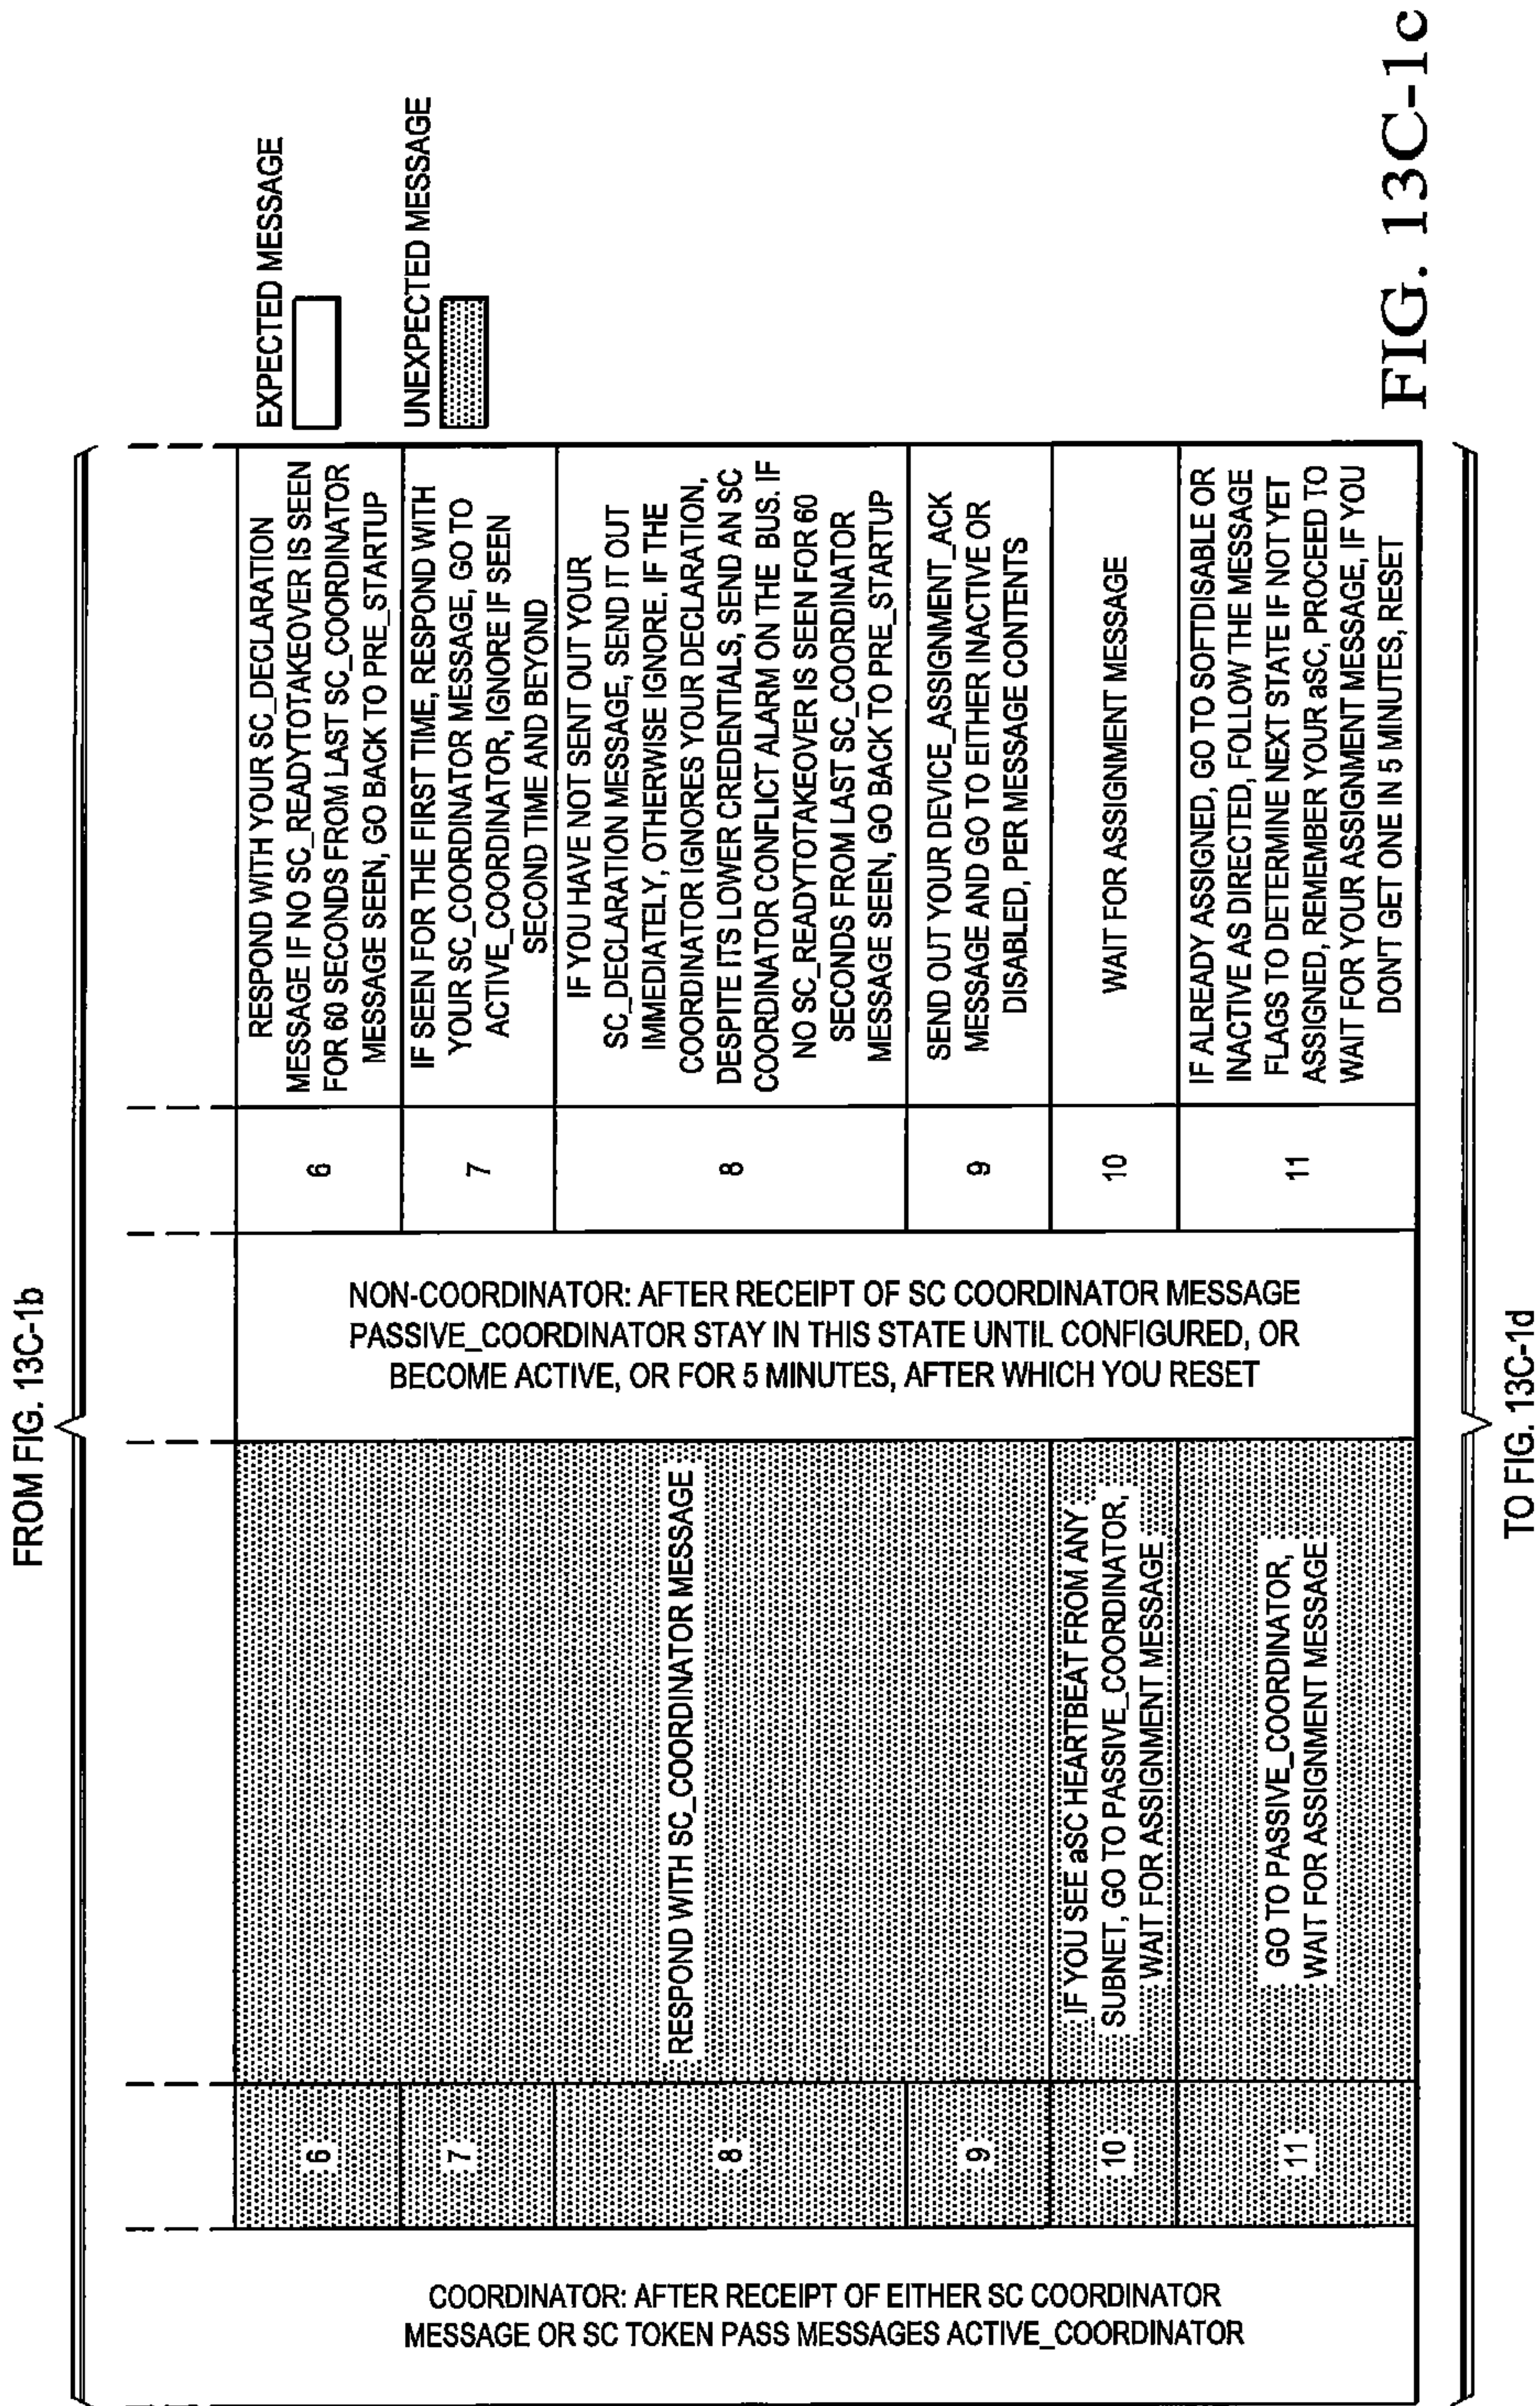 FROM FIG. 13C-1b
COORDINATOR: AFTER RECEIPT OF EITHER SC COORDINATOR
MESSAGE OR SC TOKEN PASS MESSAGES ACTIVE_COORDINATOR
6
7
8
9
RESPOND WITH SC_COORDINATOR MESSAGE
10
IF YOU SEE aSC HEARTBEAT FROM ANY
SUBNET, GO TO PASSIVE_COORDINATOR,
WAIT FOR ASSIGNMENT MESSAGE
11
GO TO PASSIVE_COORDINATOR,
WAIT FOR ASSIGNMENT MESSAGE
NON-COORDINATOR: AFTER RECEIPT OF SC COORDINATOR MESSAGE
PASSIVE_COORDINATOR STAY IN THIS STATE UNTIL CONFIGURED, OR
BECOME ACTIVE, OR FOR 5 MINUTES, AFTER WHICH YOU RESET
6
RESPOND WITH YOUR SC_DECLARATION
MESSAGE IF NO SC_READYTOTAKEOVER IS SEEN
FOR 60 SECONDS FROM LAST SC_COORDINATOR
MESSAGE SEEN, GO BACK TO PRE_STARTUP
7
IF SEEN FOR THE FIRST TIME, RESPOND WITH
YOUR SC_COORDINATOR MESSAGE, GO TO
ACTIVE_COORDINATOR, IGNORE IF SEEN
SECOND TIME AND BEYOND
8
IF YOU HAVE NOT SENT OUT YOUR
SC_DECLARATION MESSAGE, SEND IT OUT
IMMEDIATELY, OTHERWISE IGNORE. IF THE
COORDINATOR IGNORES YOUR DECLARATION,
DESPITE ITS LOWER CREDENTIALS, SEND AN SC
COORDINATOR CONFLICT ALARM ON THE BUS. IF
NO SC_READYTOTAKEOVER IS SEEN FOR 60
SECONDS FROM LAST SC_COORDINATOR
MESSAGE SEEN, GO BACK TO PRE_STARTUP
9
SEND OUT YOUR DEVICE_ASSIGNMENT_ACK
MESSAGE AND GO TO EITHER INACTIVE OR
DISABLED, PER MESSAGE CONTENTS
10
WAIT FOR ASSIGNMENT MESSAGE
11
IF ALREADY ASSIGNED, GO TO SOFTDISABLE OR
INACTIVE AS DIRECTED, FOLLOW THE MESSAGE
FLAGS TO DETERMINE NEXT STATE IF NOT YET
ASSIGNED, REMEMBER YOUR aSC, PROCEED TO
WAIT FOR YOUR ASSIGNMENT MESSAGE, IF YOU
DON'T GET ONE IN 5 MINUTES, RESET
EXPECTED MESSAGE
UNEXPECTED MESSAGE
TO FIG. 13C-1d
FIG. 13C-1c